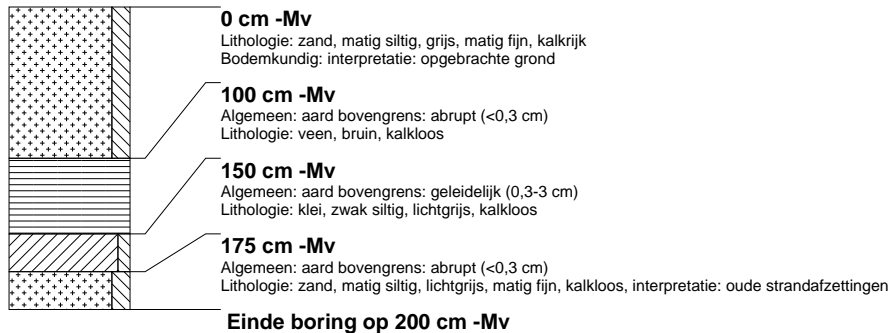 0 cm -Mv
Lithologie: zand, matig siltig, grijs, matig fijn, kalkrijk
Bodemkundig: interpretatie: opgebrachte grond
100 cm -Mv
Algemeen: aard bovengrens: abrupt (<0,3 cm)
Lithologie: veen, bruin, kalkloos
150 cm -Mv
Algemeen: aard bovengrens: geleidelijk (0,3-3 cm)
Lithologie: klei, zwak siltig, lichtgrijs, kalkloos
175 cm -Mv
Algemeen: aard bovengrens: abrupt (<0,3 cm)
Lithologie: zand, matig siltig, lichtgrijs, matig fijn, kalkloos, interpretatie: oude strandafzettingen
Einde boring op 200 cm -Mv